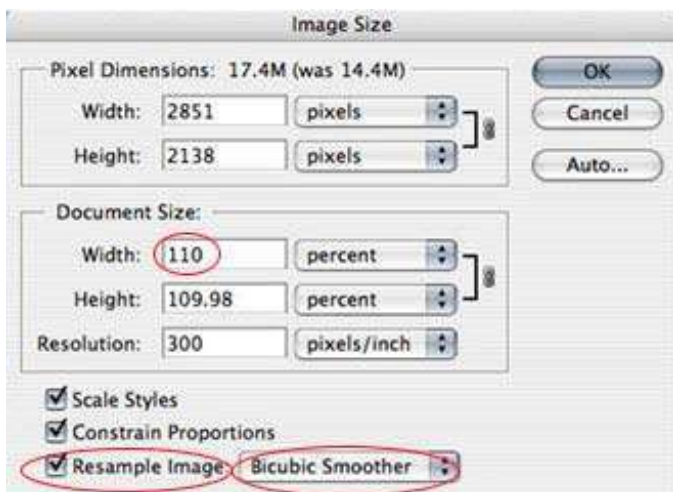 Image Size
Pixel Dimensions: 17.4M (was 14.4M)
OK
Width: 2851 pixels
Cancel
Height: 2138 pixels
Auto...
Document Size:
Width: 110 percent
Height: 109.98 percent
Resolution: 300 pixels/inch
Scale Styles
Constrain Proportions
Resample Image Bicubic Smoother